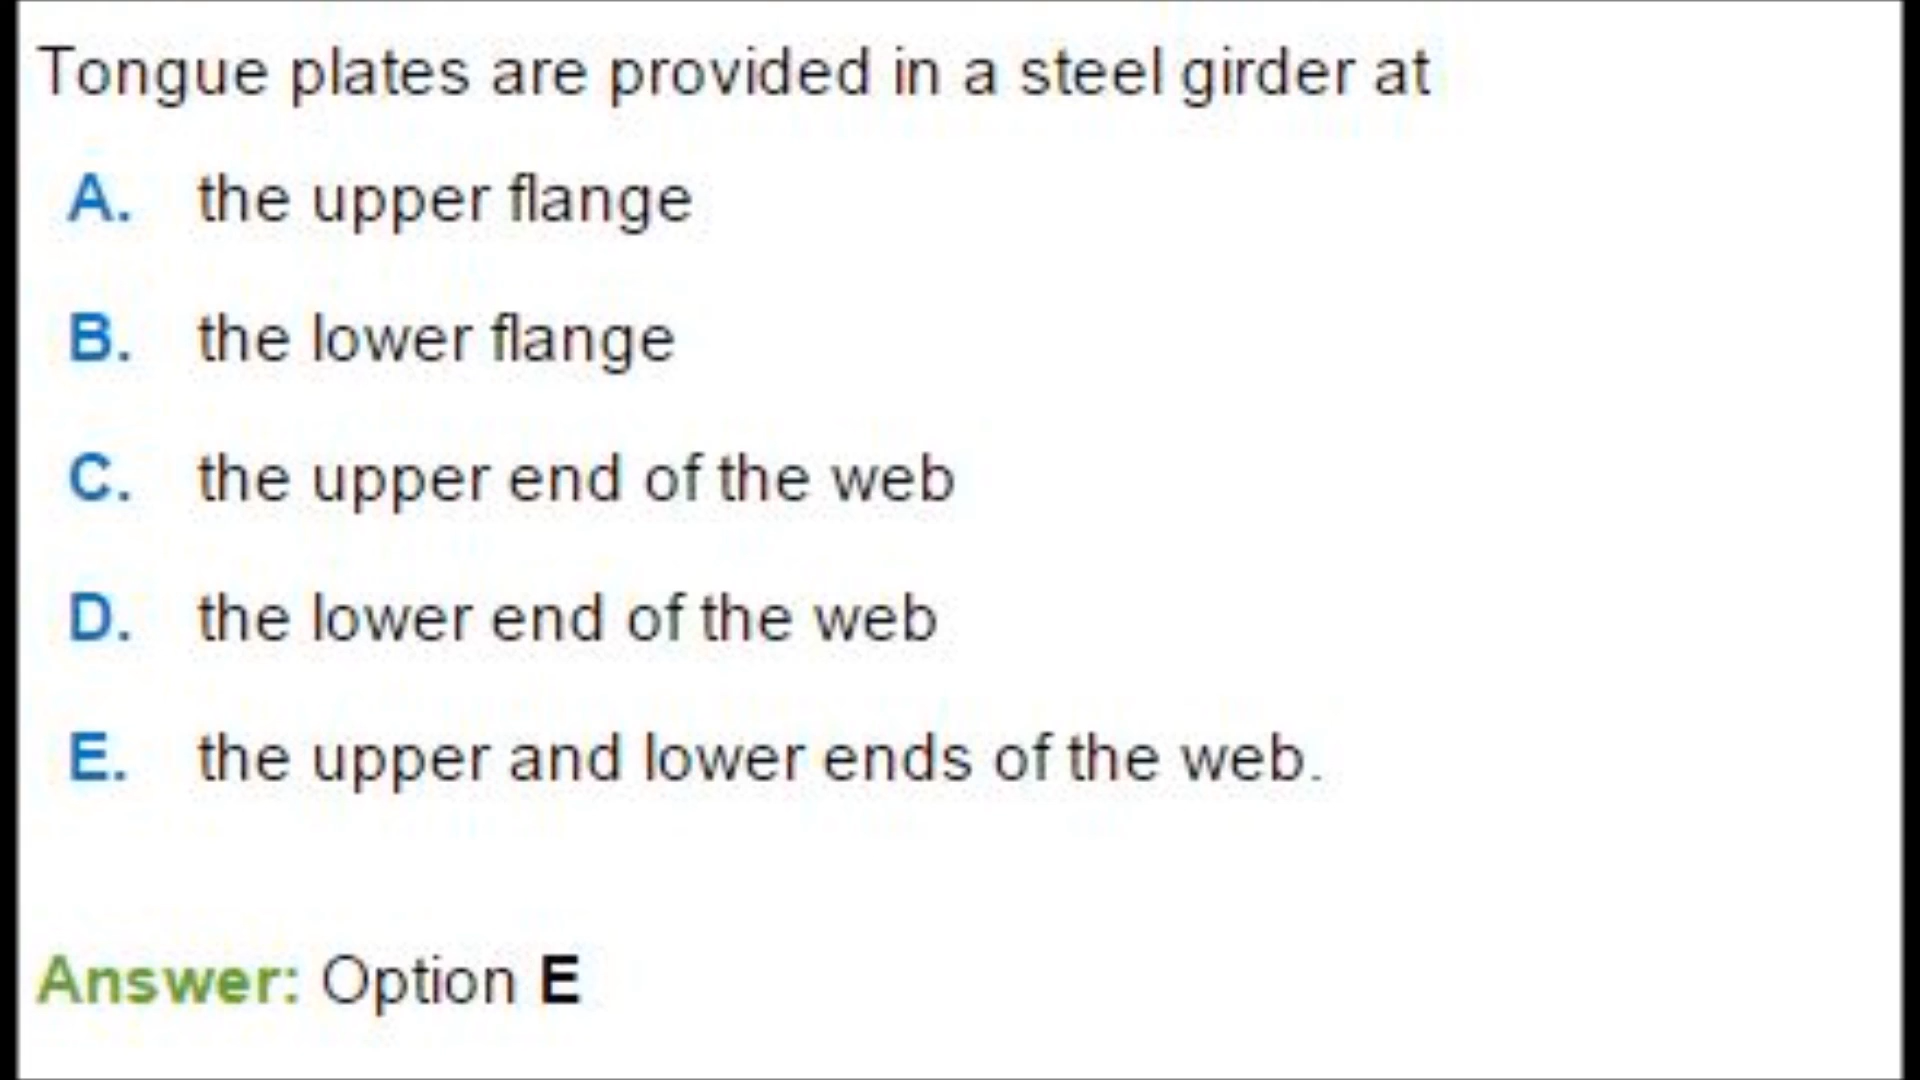 Tongue plates are provided in a steel girder at
A. the upper flange
B. the lower flange
C. the upper end of the web
D. the lower end of the web
E. the upper and lower ends of the web.
Answer: Option E